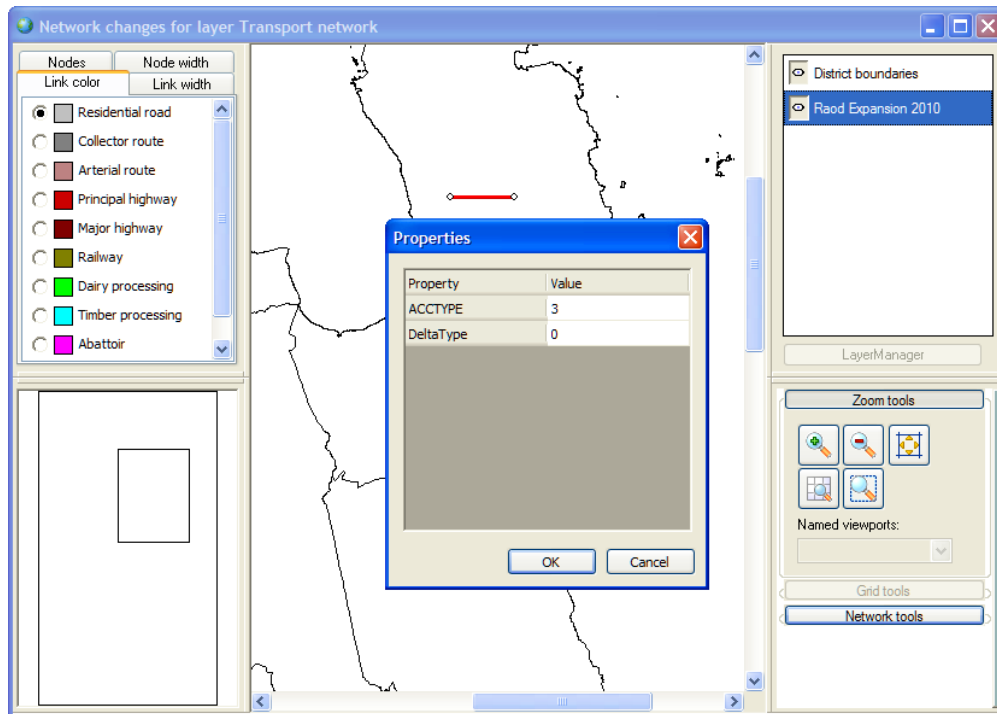 Network changes for layer Transport network
Nodes
Node width
Link color
Link width
Residential road
Collector route
Arterial route
Principal highway
Major highway
Railway
Dairy processing
Timber processing
Abattoir
Properties
Property Value
ACCTYPE 3
DeltaType 0
OK Cancel
District boundaries
Raod Expansion 2010
LayerManager
Zoom tools
Named viewports:
Grid tools
Network tools